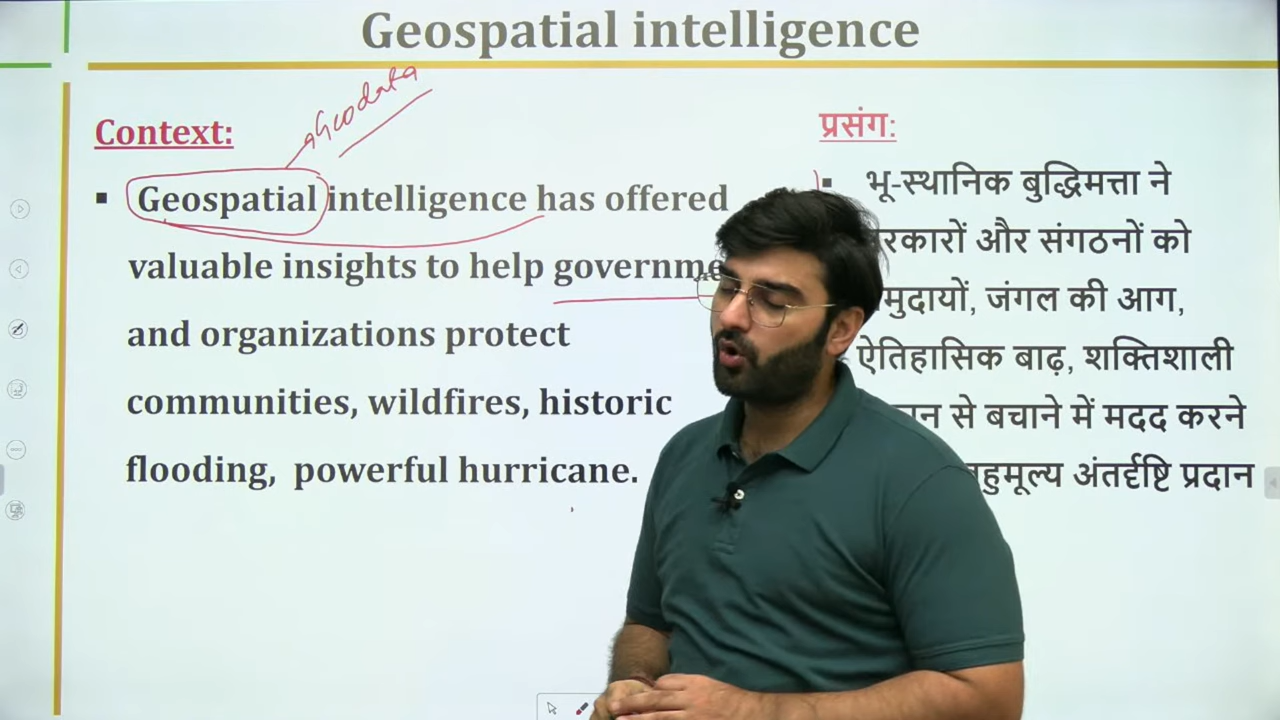 Geospatial intelligence
geodata
Context:
▪ Geospatial intelligence has offered
valuable insights to help governme
and organizations protect
communities, wildfires, historic
flooding, powerful hurricane.
प्रसंग:
▪ भू-स्थानिक बुद्धिमत्ता ने
रकारों और संगठनों को
मुदायों, जंगल की आग,
ऐतिहासिक बाढ़, शक्तिशाली
से बचाने में मदद करने
अंतर्दृष्टि प्रदान